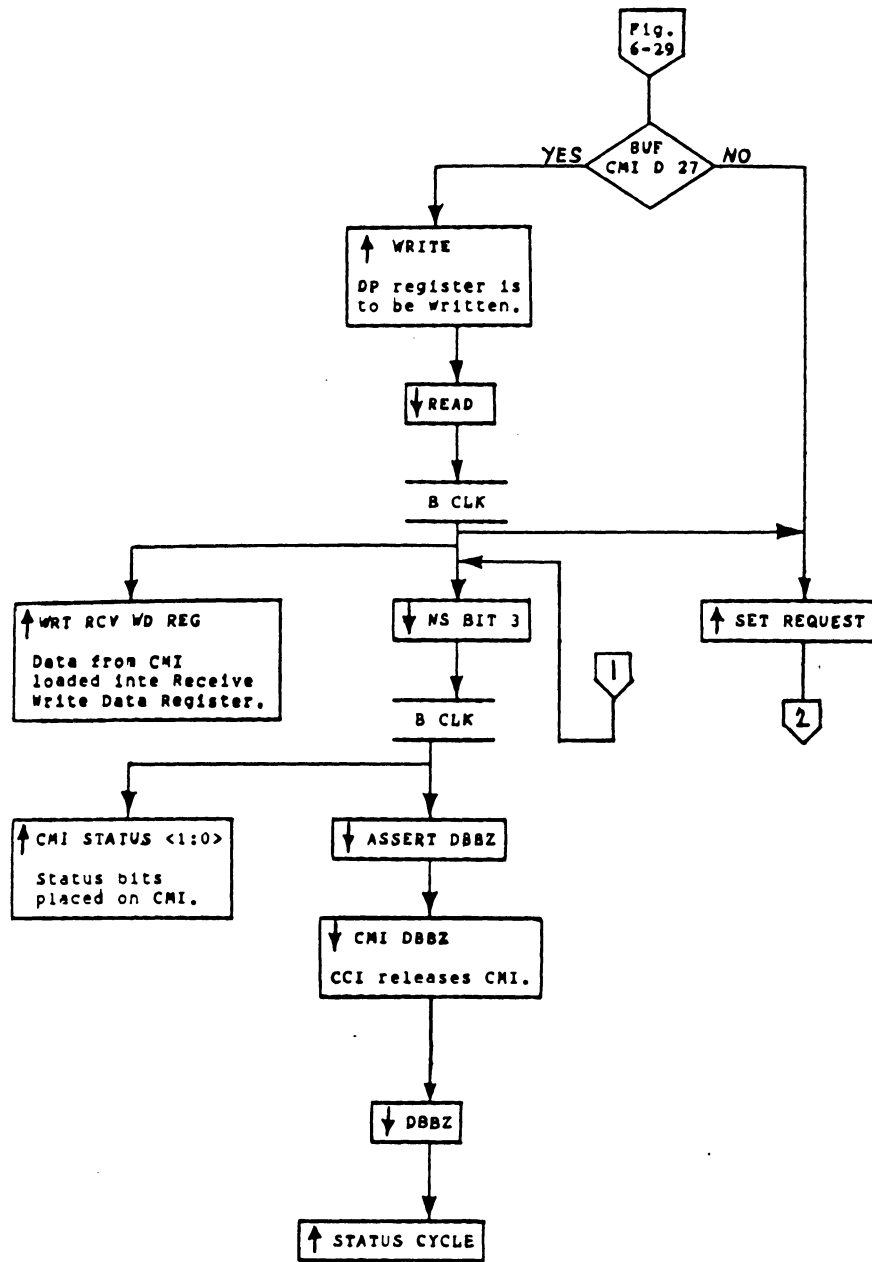 Fig.
6-29
BUF
CMI D 27
YES
NO
↑ WRITE
DP register is
to be written.
↓ READ
B CLK
↑ WRT RCV WD REG
Data from CMI
loaded inte Receive
Write Data Register.
↓ NS BIT 3
↑ SET REQUEST
1
2
B CLK
↑ CMI STATUS <1:0>
Status bits
placed on CMI.
↓ ASSERT DBBZ
↓ CMI DBBZ
CCI releases CMI.
↓ DBBZ
↑ STATUS CYCLE